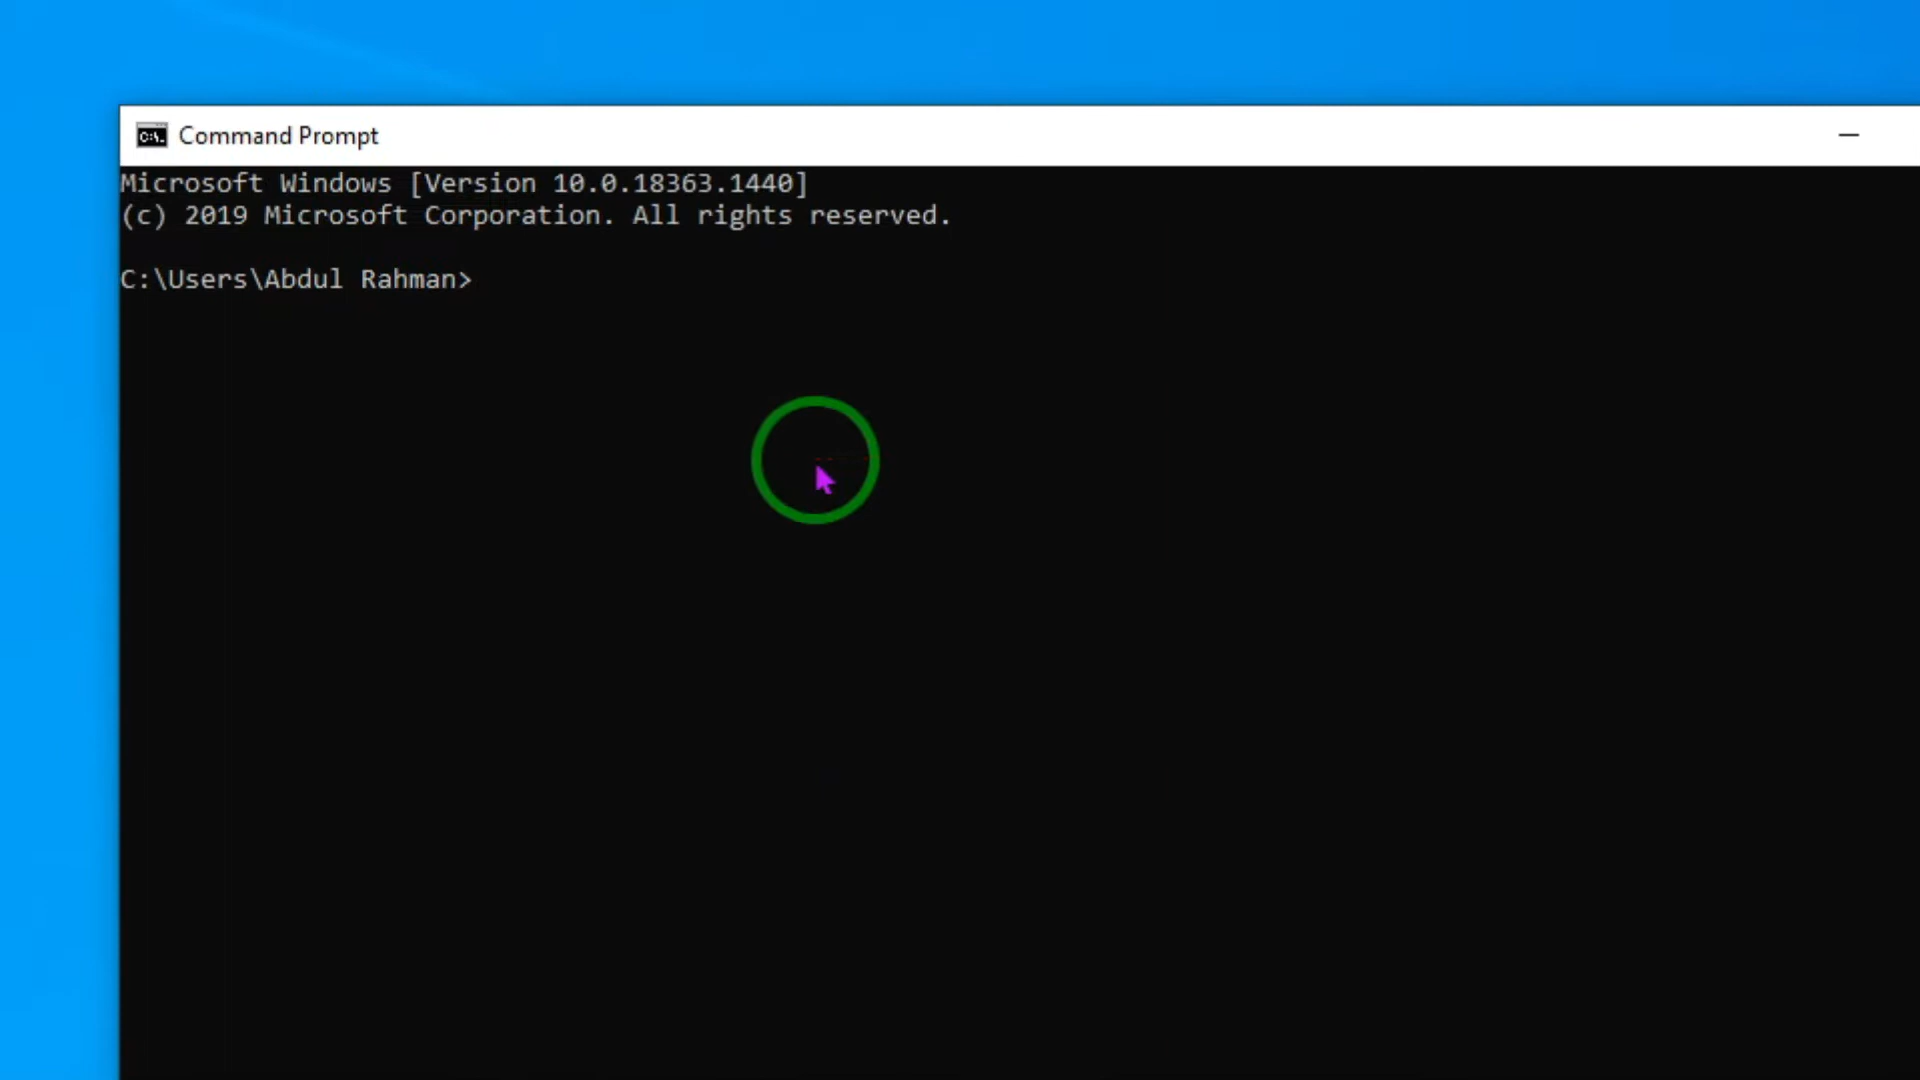 Command Prompt
Microsoft Windows [Version 10.0.18363.1440]
(c) 2019 Microsoft Corporation. All rights reserved.
C:\Users\Abdul Rahman>